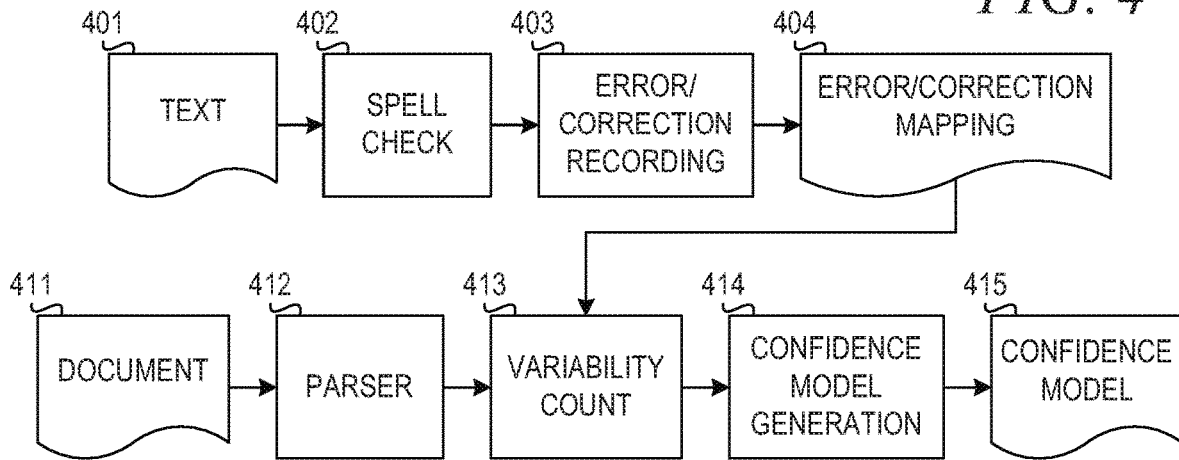 FIG. 4
401
402
403
404
TEXT
SPELL
CHECK
ERROR/
CORRECTION
RECORDING
ERROR/CORRECTION
MAPPING
411
412
413
414
415
DOCUMENT
PARSER
VARIABILITY
COUNT
CONFIDENCE
MODEL
GENERATION
CONFIDENCE
MODEL